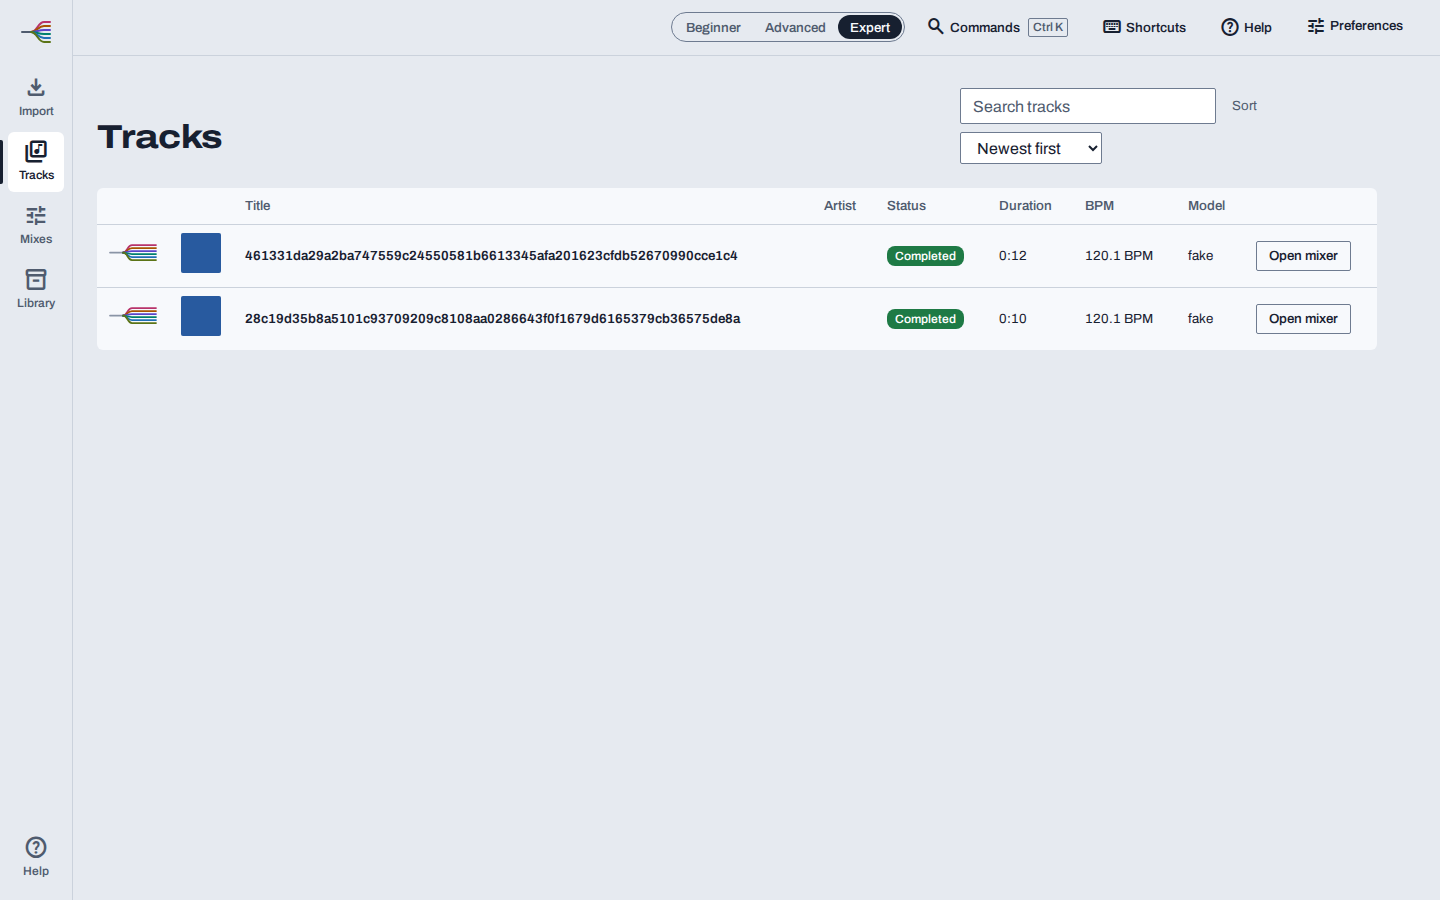 Beginner Advanced Expert Commands Ctrl K Shortcuts Help Preferences
Import
Tracks
Mixes
Library
Help
Tracks
Search tracks Sort
Newest first
Title Artist Status Duration BPM Model
461331da29a2ba747559c24550581b6613345afa201623cfdb52670990cce1c4 Completed 0:12 120.1 BPM fake Open mixer
28c19d35b8a5101c93709209c8108aa0286643f0f1679d6165379cb36575de8a Completed 0:10 120.1 BPM fake Open mixer